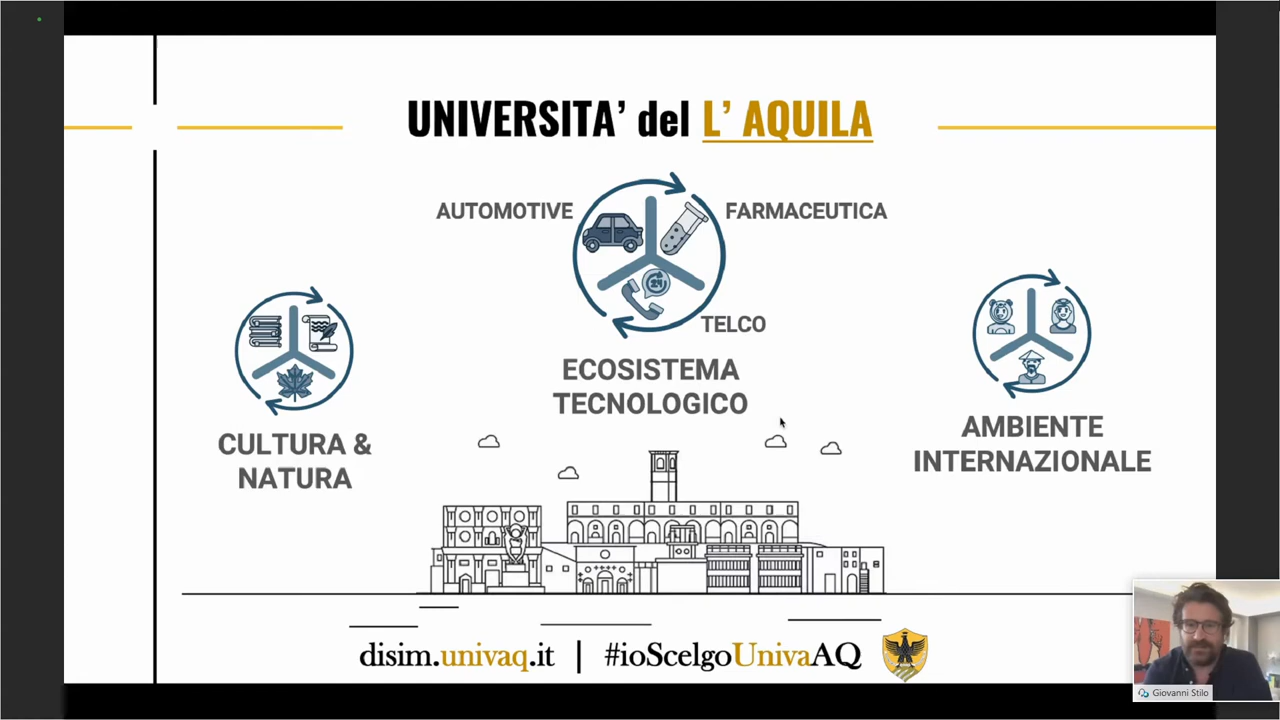 UNIVERSITA’ del L’ AQUILA
AUTOMOTIVE
FARMACEUTICA
TELCO
ECOSISTEMA
TECNOLOGICO
CULTURA &
NATURA
AMBIENTE
INTERNAZIONALE
disim.univaq.it | #ioScelgoUnivaAQ
Giovanni Stilo